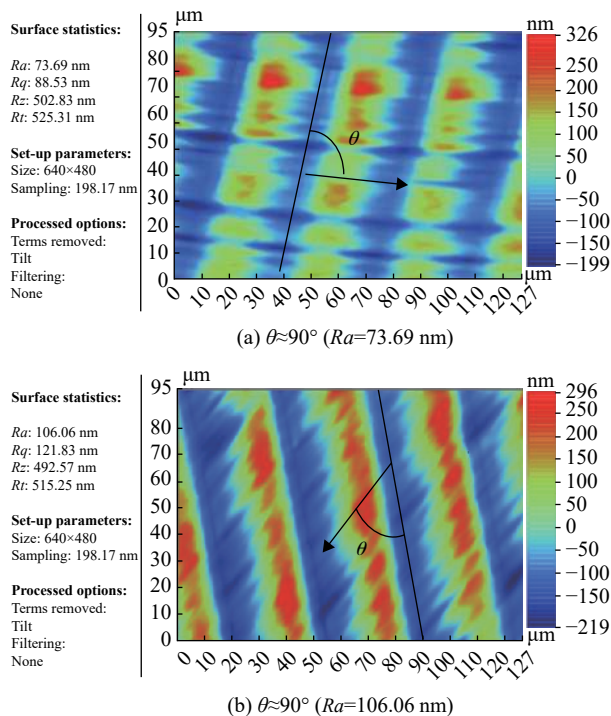 Surface statistics:
Ra: 73.69 nm
Rq: 88.53 nm
Rz: 502.83 nm
Rt: 525.31 nm
Set-up parameters:
Size: 640×480
Sampling: 198.17 nm
Processed options:
Terms removed:
Tilt
Filtering:
None
μm
95
80
70
60
50
40
30
20
10
0
0 10 20 30 40 50 60 70 80 90 100 110 127
μm
θ
nm
326
260
200
150
100
50
0
−50
−100
−150
−199
(a) θ≈90° (Ra=73.69 nm)
Surface statistics:
Ra: 106.06 nm
Rq: 121.83 nm
Rz: 492.57 nm
Rt: 515.25 nm
Set-up parameters:
Size: 640×480
Sampling: 198.17 nm
Processed options:
Terms removed:
Tilt
Filtering:
None
μm
95
80
70
60
50
40
30
20
10
0
0 10 20 30 40 50 60 70 80 90 100 110 127
μm
θ
nm
296
250
200
150
100
50
0
−50
−100
−150
−219
(b) θ≈90° (Ra=106.06 nm)